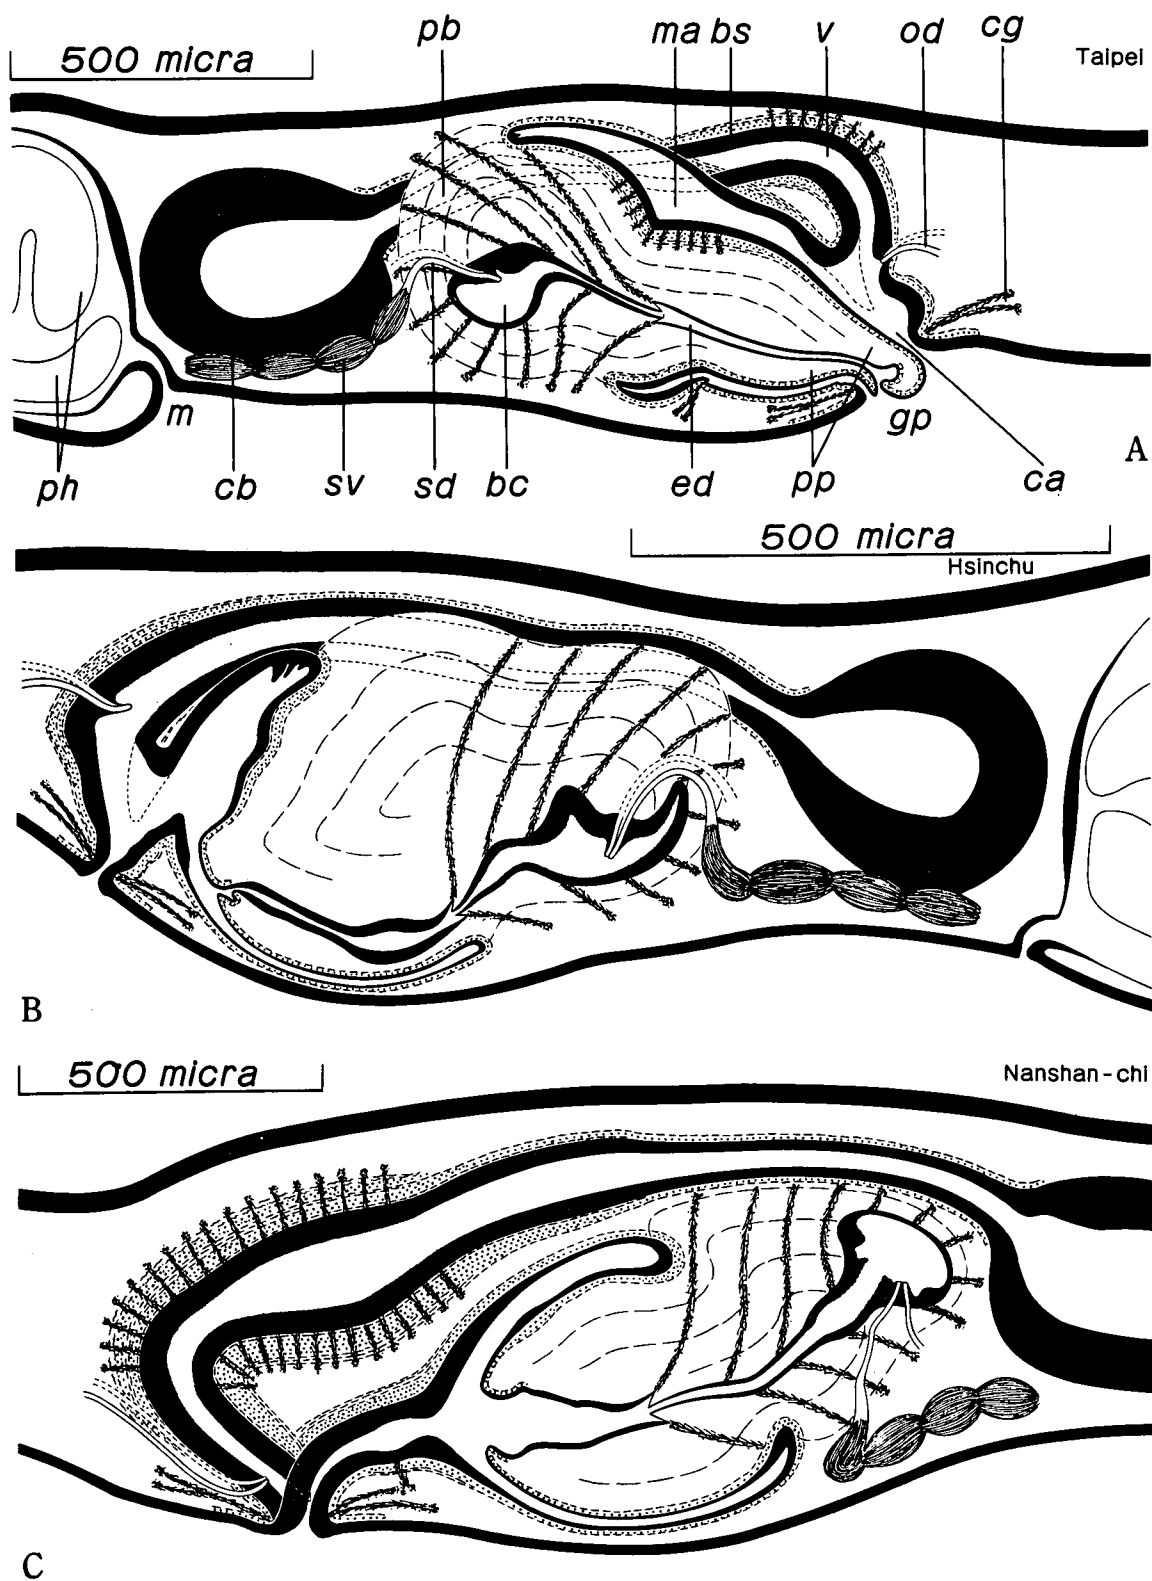 pb ma bs v od cg
500 micra Taipei
m gp A
ph cb sv sd bc ed pp ca
500 micra
Hsinchu
B
500 micra Nanshan-chi
C